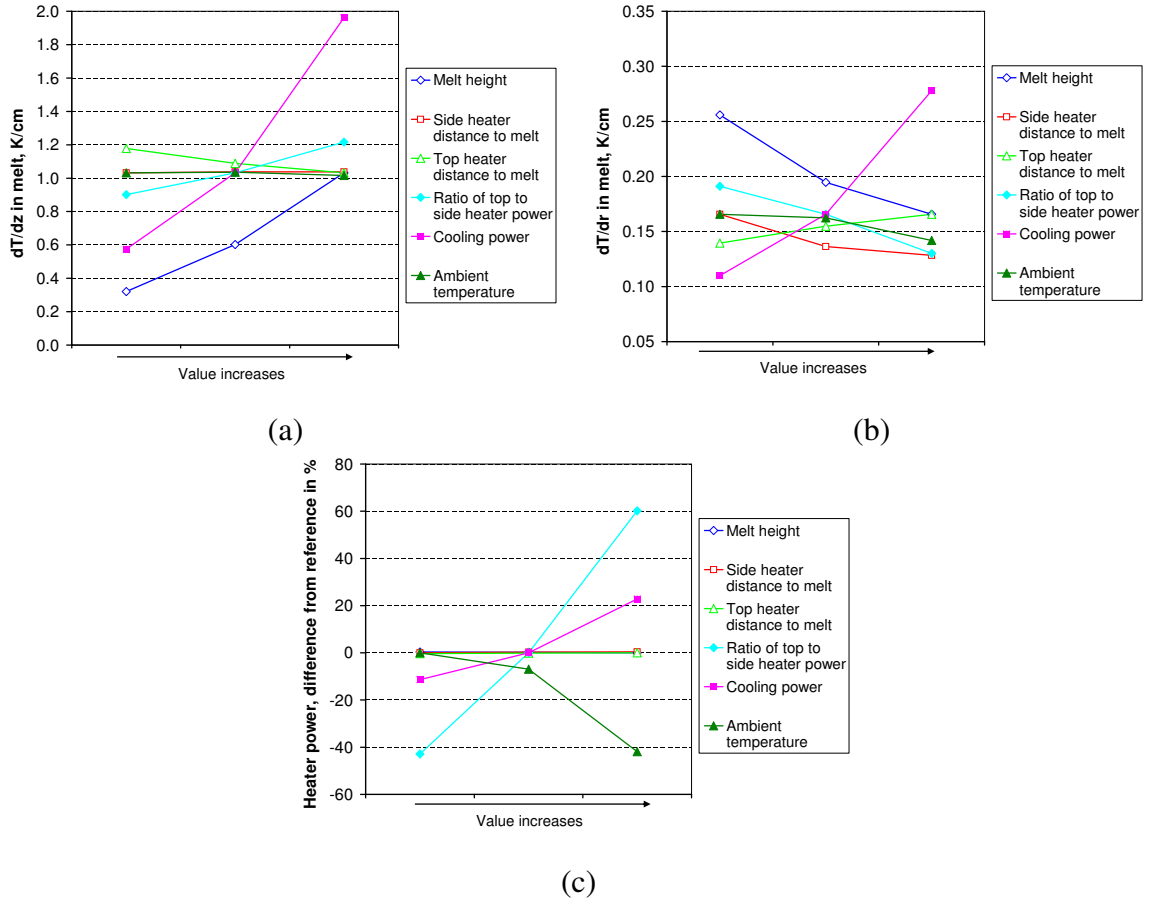 dT/dz in melt, K/cm
2.0
1.8
1.6
1.4
1.2
1.0
0.8
0.6
0.4
0.2
0.0
Value increases
Melt height
Side heater
distance to melt
Top heater
distance to melt
Ratio of top to
side heater power
Cooling power
Ambient
temperature
(a)
dT/dr in melt, K/cm
0.35
0.30
0.25
0.20
0.15
0.10
0.05
Value increases
Melt height
Side heater
distance to melt
Top heater
distance to melt
Ratio of top to
side heater power
Cooling power
Ambient
temperature
(b)
Heater power, difference from reference in %
80
60
40
20
0
-20
-40
-60
Value increases
Melt height
Side heater
distance to melt
Top heater
distance to melt
Ratio of top to
side heater power
Cooling power
Ambient
temperature
(c)